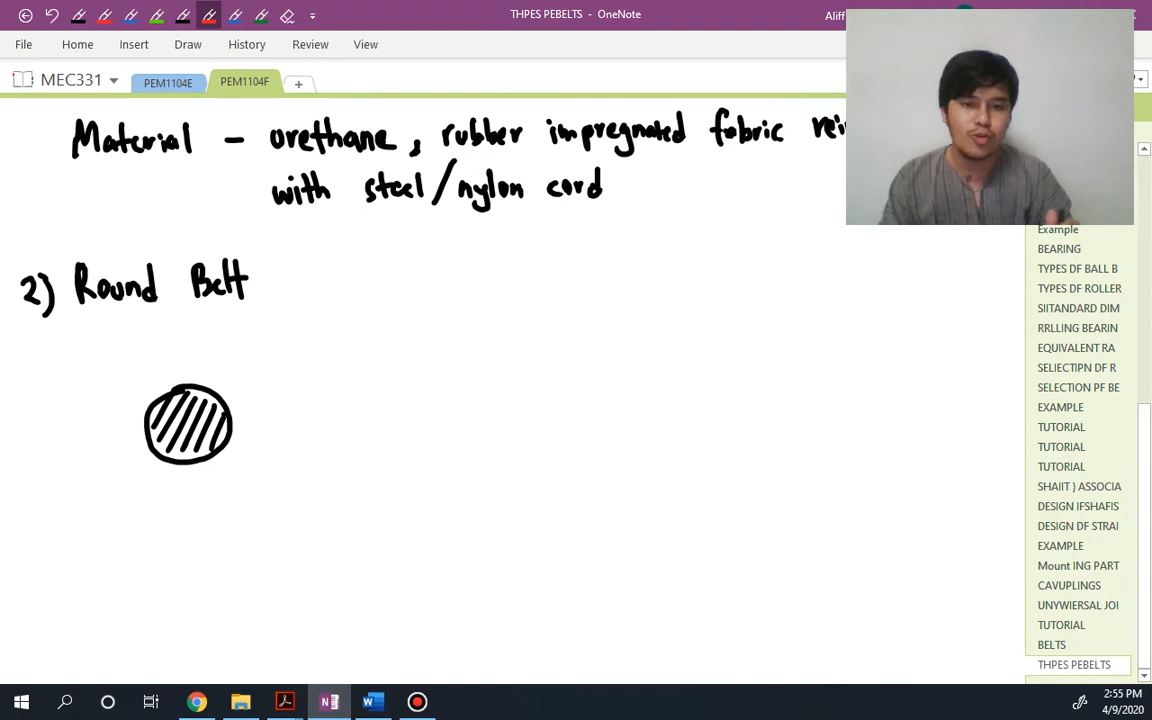 THPES PEBELTS - OneNote
Aliff
File Home Insert Draw History Review View
MEC331 PEM1104E PEM1104F
Material - urethane, rubber impregnated fabric rei
with steel/nylon cord
2) Round Belt
Example
BEARING
TYPES DF BALL B
TYPES DF ROLLER
SIITANDARD DIM
RRLLING BEARIN
EQUIVALENT RA
SELIECTIPN DF R
SELECTION PF BE
EXAMPLE
TUTORIAL
TUTORIAL
TUTORIAL
SHAIIT } ASSOCIA
DESIGN IFSHAFIS
DESIGN DF STRAI
EXAMPLE
Mount ING PART
CAVUPLINGS
UNYWIERSAL JOI
TUTORIAL
BELTS
THPES PEBELTS
2:55 PM
4/9/2020